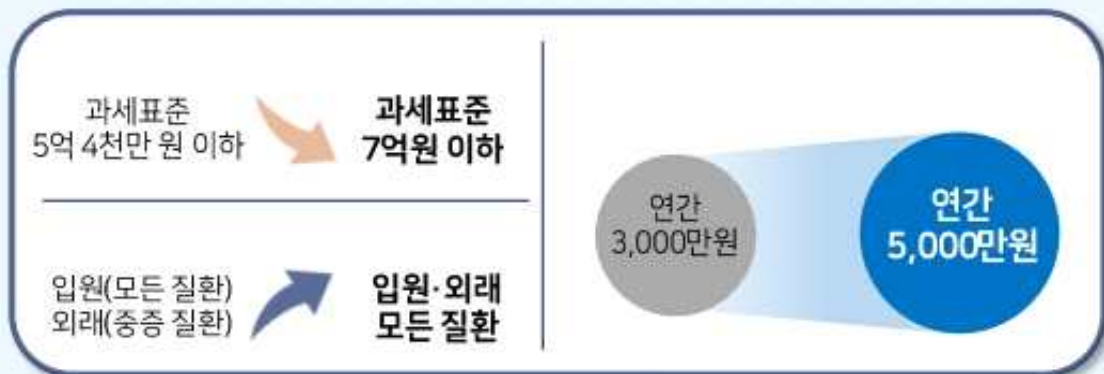 과세표준
5억 4천만 원 이하
과세표준
7억원 이하
입원(모든 질환)
외래(중증 질환)
입원·외래
모든 질환
연간
3,000만원
연간
5,000만원